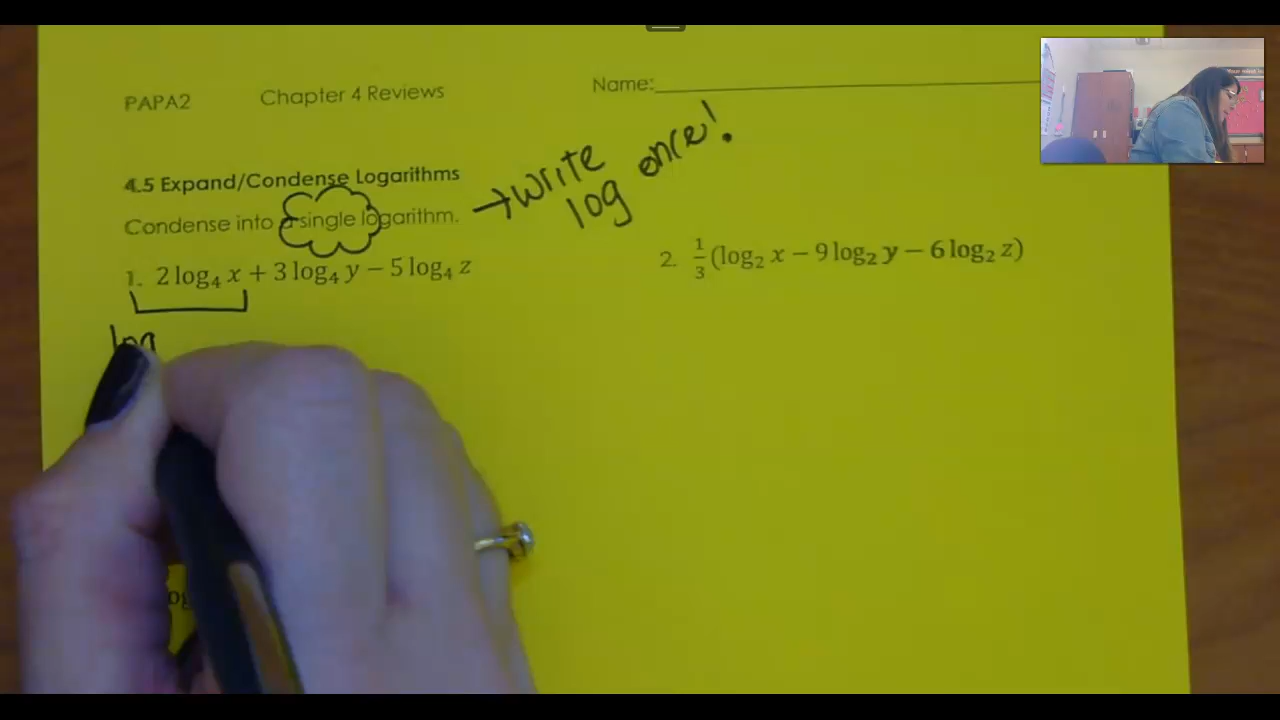 PAPA2 Chapter 4 Reviews Name:
4.5 Expand/Condense Logarithms
Condense into a single logarithm. → write log once!
1. 2 log₄ x + 3 log₄ y − 5 log₄ z
2. 1/3 (log₂ x − 9 log₂ y − 6 log₂ z)
log